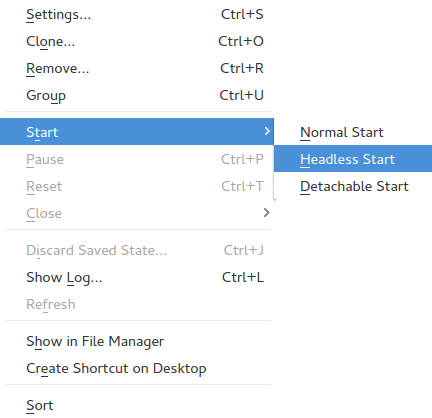 Settings... Ctrl+S
Clone... Ctrl+O
Remove... Ctrl+R
Group Ctrl+U
Start
Normal Start
Pause Ctrl+P
Headless Start
Reset Ctrl+T
Detachable Start
Close
Discard Saved State... Ctrl+J
Show Log... Ctrl+L
Refresh
Show in File Manager
Create Shortcut on Desktop
Sort